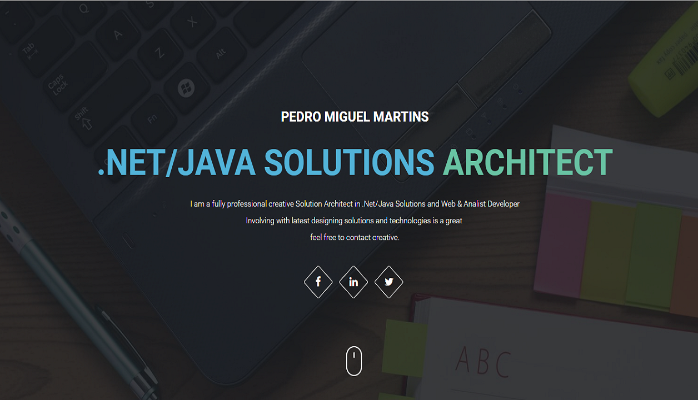 PEDRO MIGUEL MARTINS
.NET/JAVA SOLUTIONS ARCHITECT
I am a fully professional creative Solution Architect in .Net/Java Solutions and Web & Analist Developer
Involving with latest designing solutions and technologies is a great
feel free to contact creative.
f in
ABC